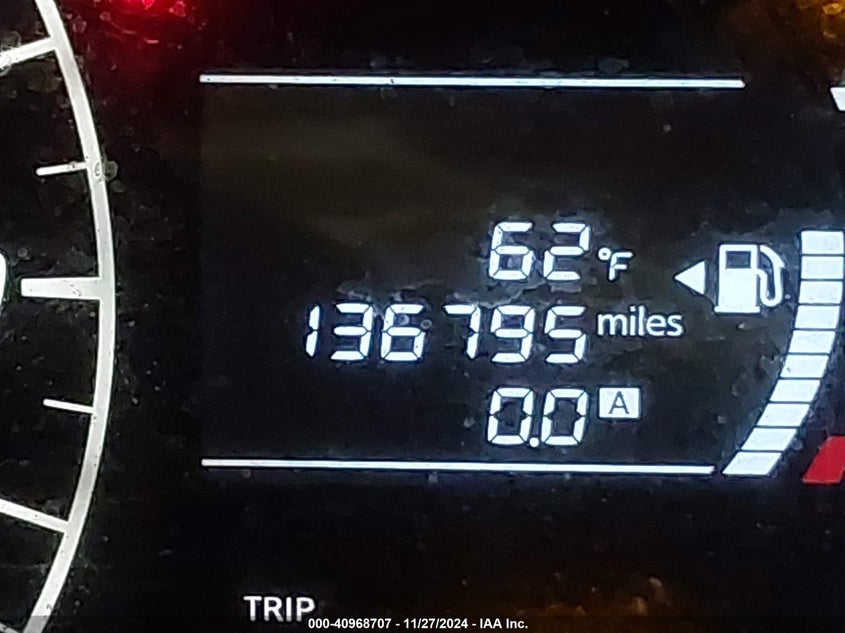 62°F
136795 miles
0.0 A
TRIP
000-40968707 - 11/27/2024 - IAA Inc.